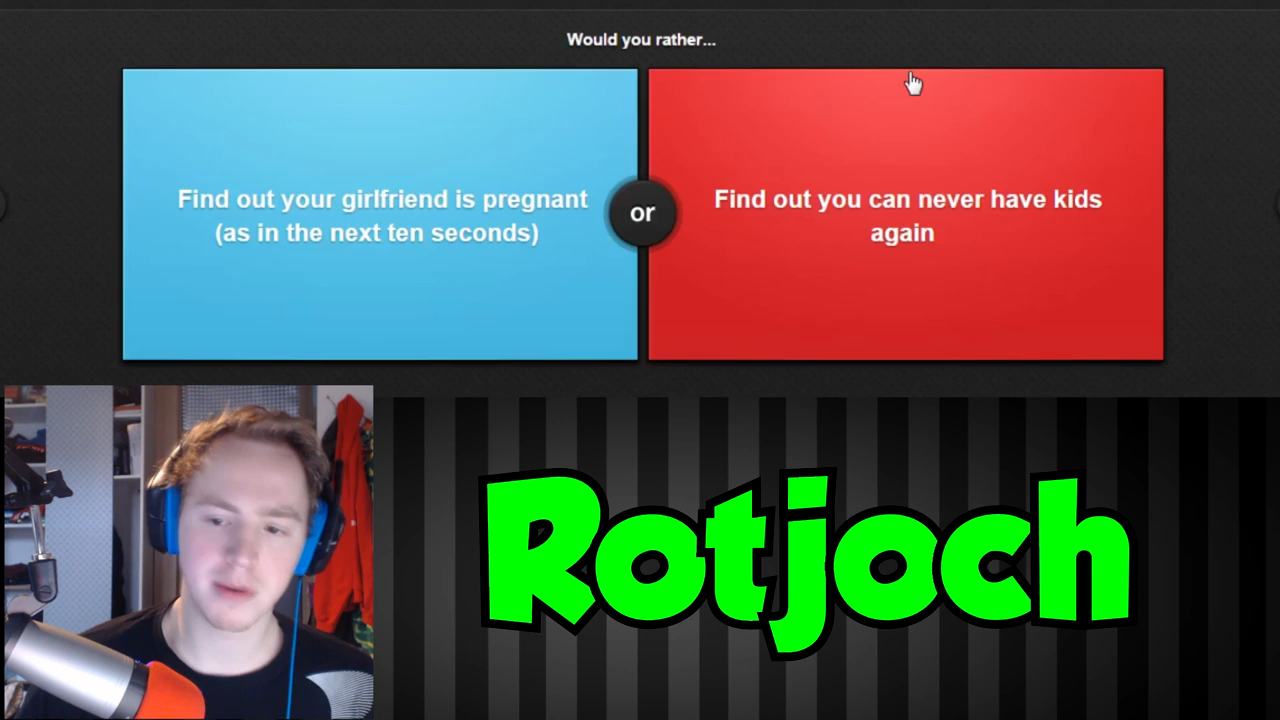 Would you rather...
Find out your girlfriend is pregnant
(as in the next ten seconds)
or
Find out you can never have kids
again
Rotjoch